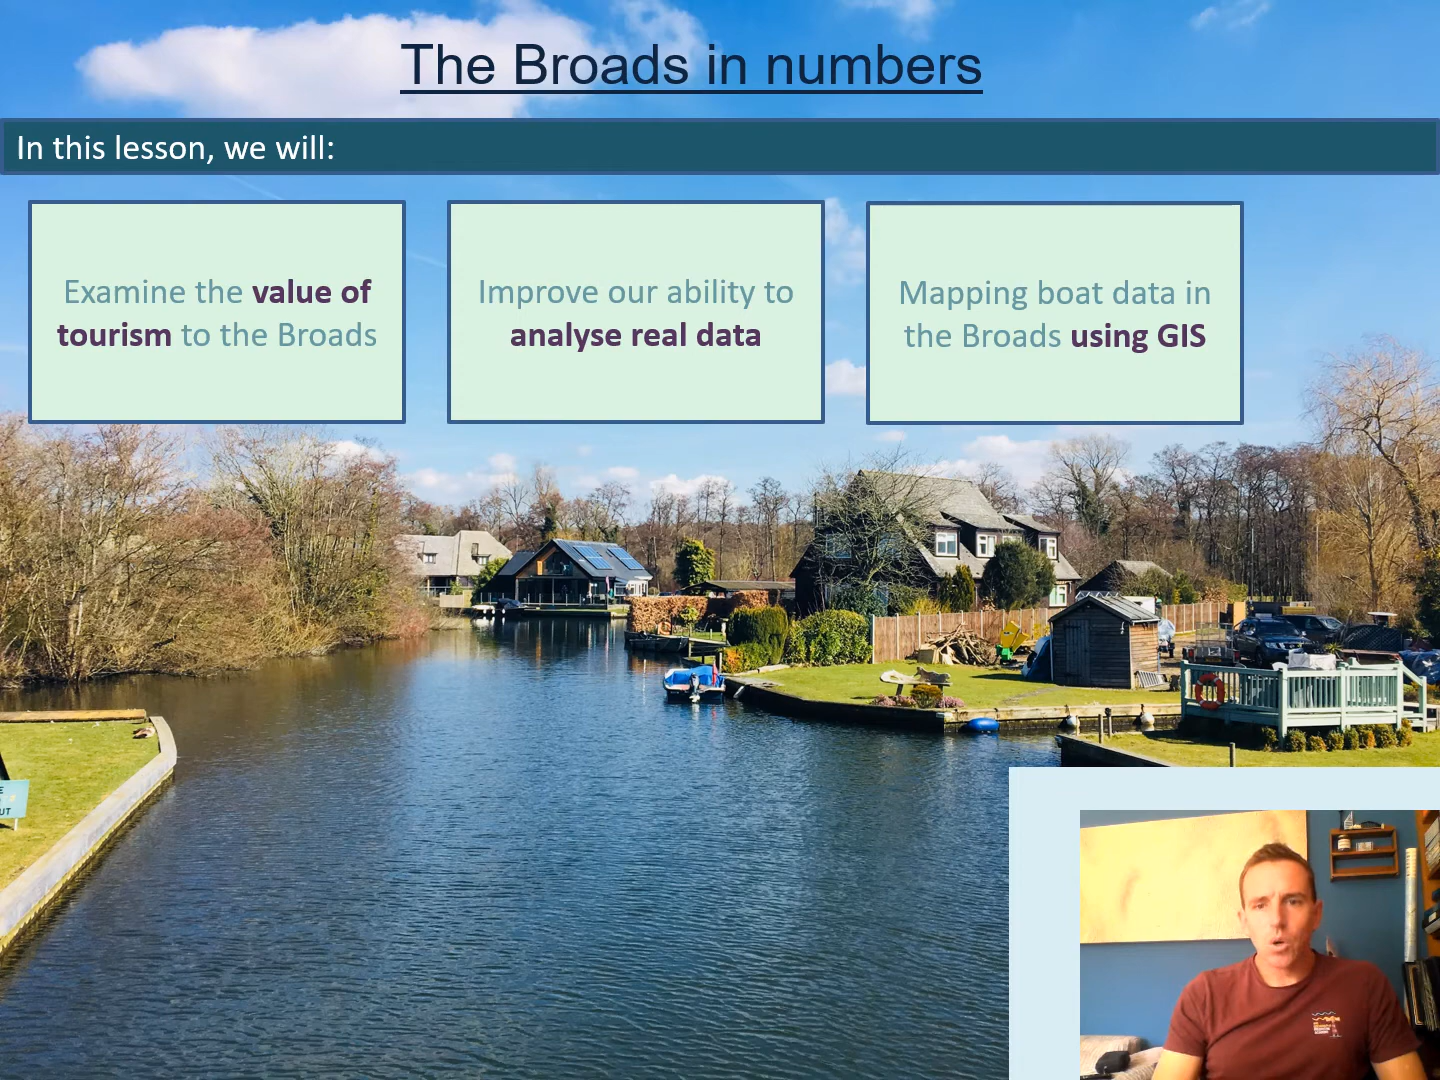 The Broads in numbers
In this lesson, we will:
Examine the value of
tourism to the Broads
Improve our ability to
analyse real data
Mapping boat data in
the Broads using GIS